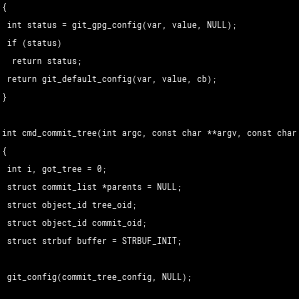 {
int status = git_gpg_config(var, value, NULL);
if (status)
return status;
return git_default_config(var, value, cb);
}
int cmd_commit_tree(int argc, const char **argv, const char
{
int i, got_tree = 0;
struct commit_list *parents = NULL;
struct object_id tree_oid;
struct object_id commit_oid;
struct strbuf buffer = STRBUF_INIT;
git_config(commit_tree_config, NULL);